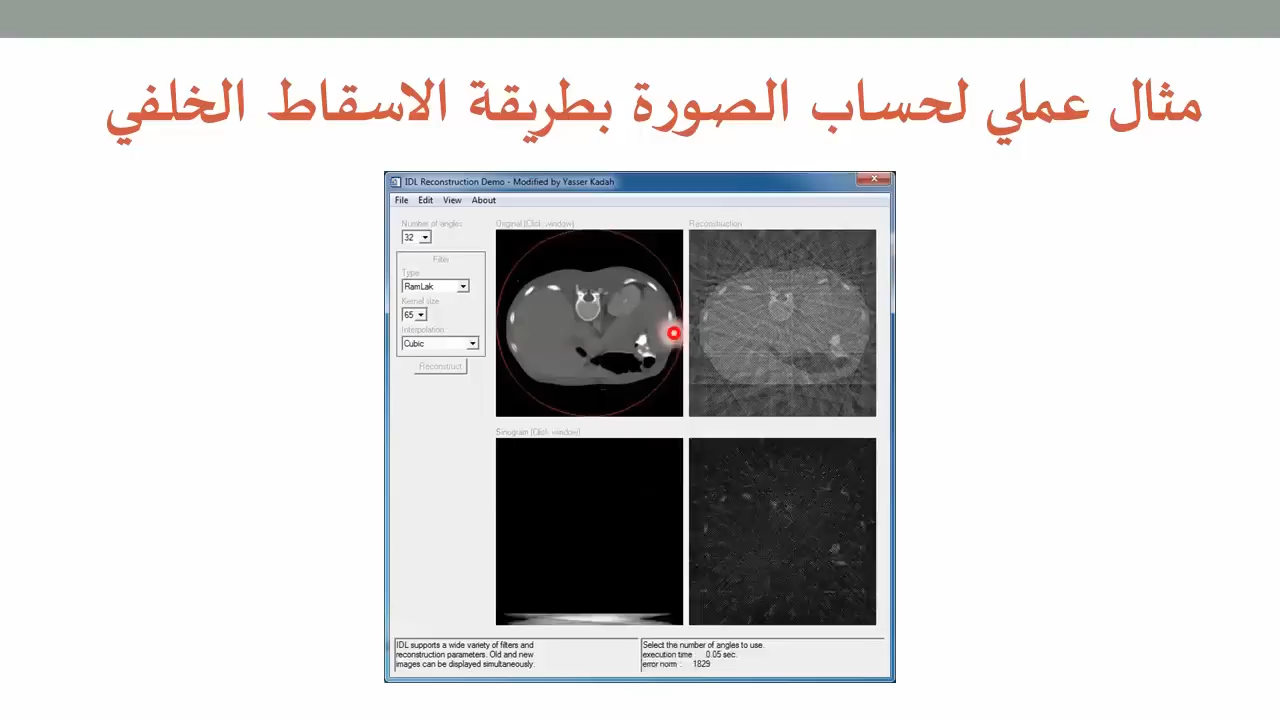 مثال عملي لحساب الصورة بطريقة الاسقاط الخلفي
IDL Reconstruction Demo - Modified by Yasser Kadah
File Edit View About
Number of angles
32
Filter
Type
RamLak
Kernel size
65
Interpolation
Cubic
Reconstruct
Original (Click window)
Reconstruction
Sinogram (Click window)
IDL supports a wide variety of filters and
reconstruction parameters. Old and new
images can be displayed simultaneously.
Select the number of angles to use.
execution time 0.05 sec.
error norm : 1829